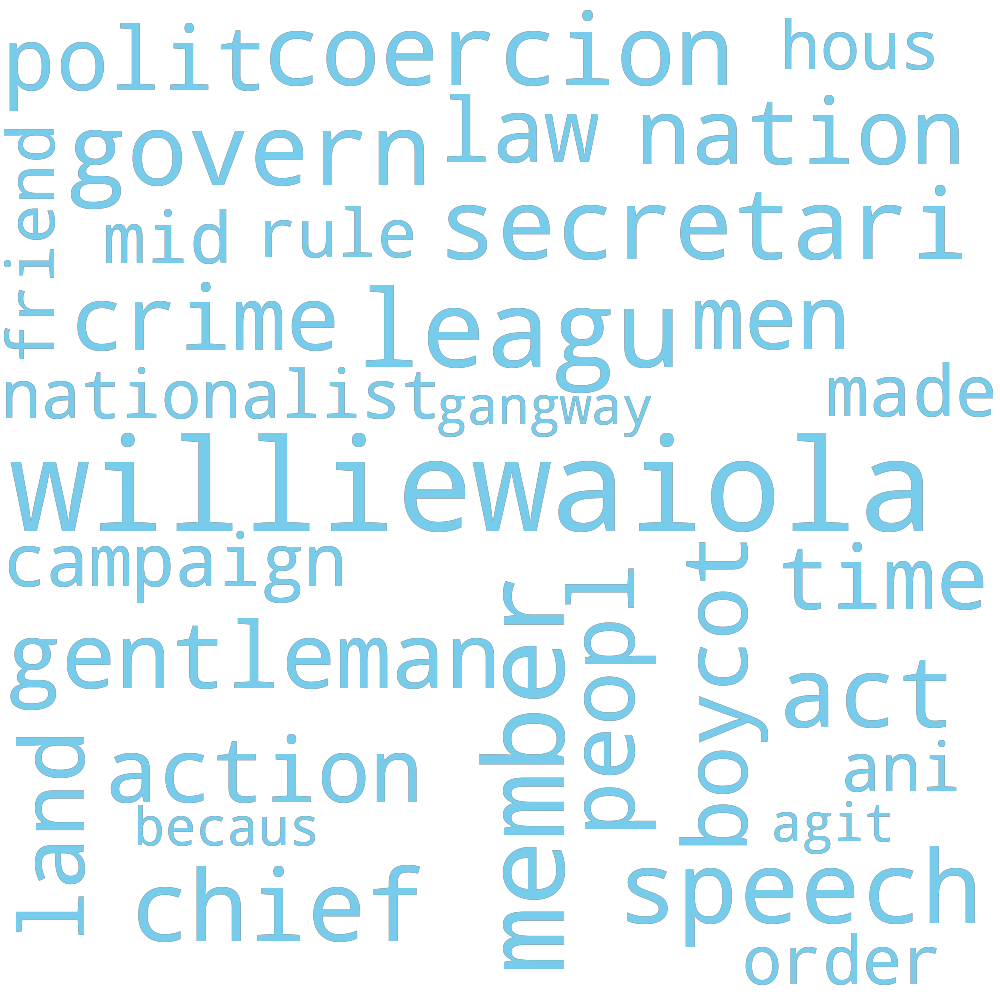 polit coercion hous
friend govern law nation
mid rule secretari
crime leagu men
nationalist gangway made
williewaiola
campaign
member peopl boycot time
gentleman act
land action ani
becaus agit
chief speech
order